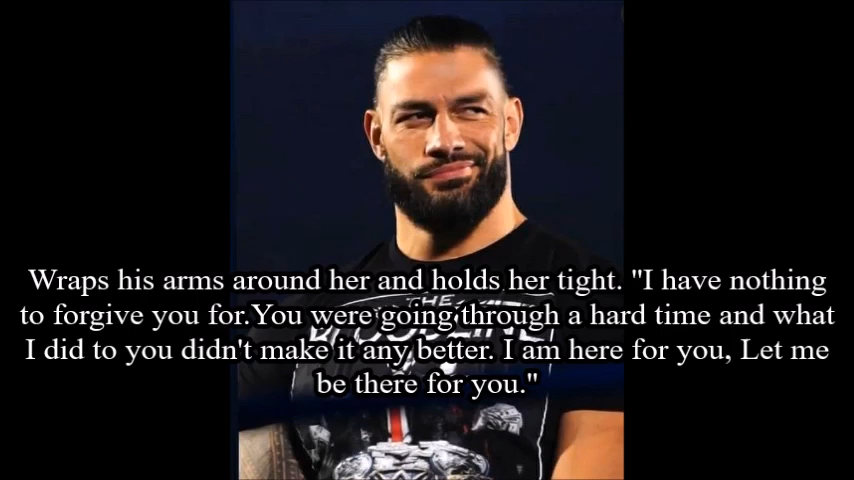 Wraps his arms around her and holds her tight. "I have nothing
to forgive you for.You were going through a hard time and what
I did to you didn't make it any better. I am here for you, Let me
be there for you."
THE
BLOODLINE